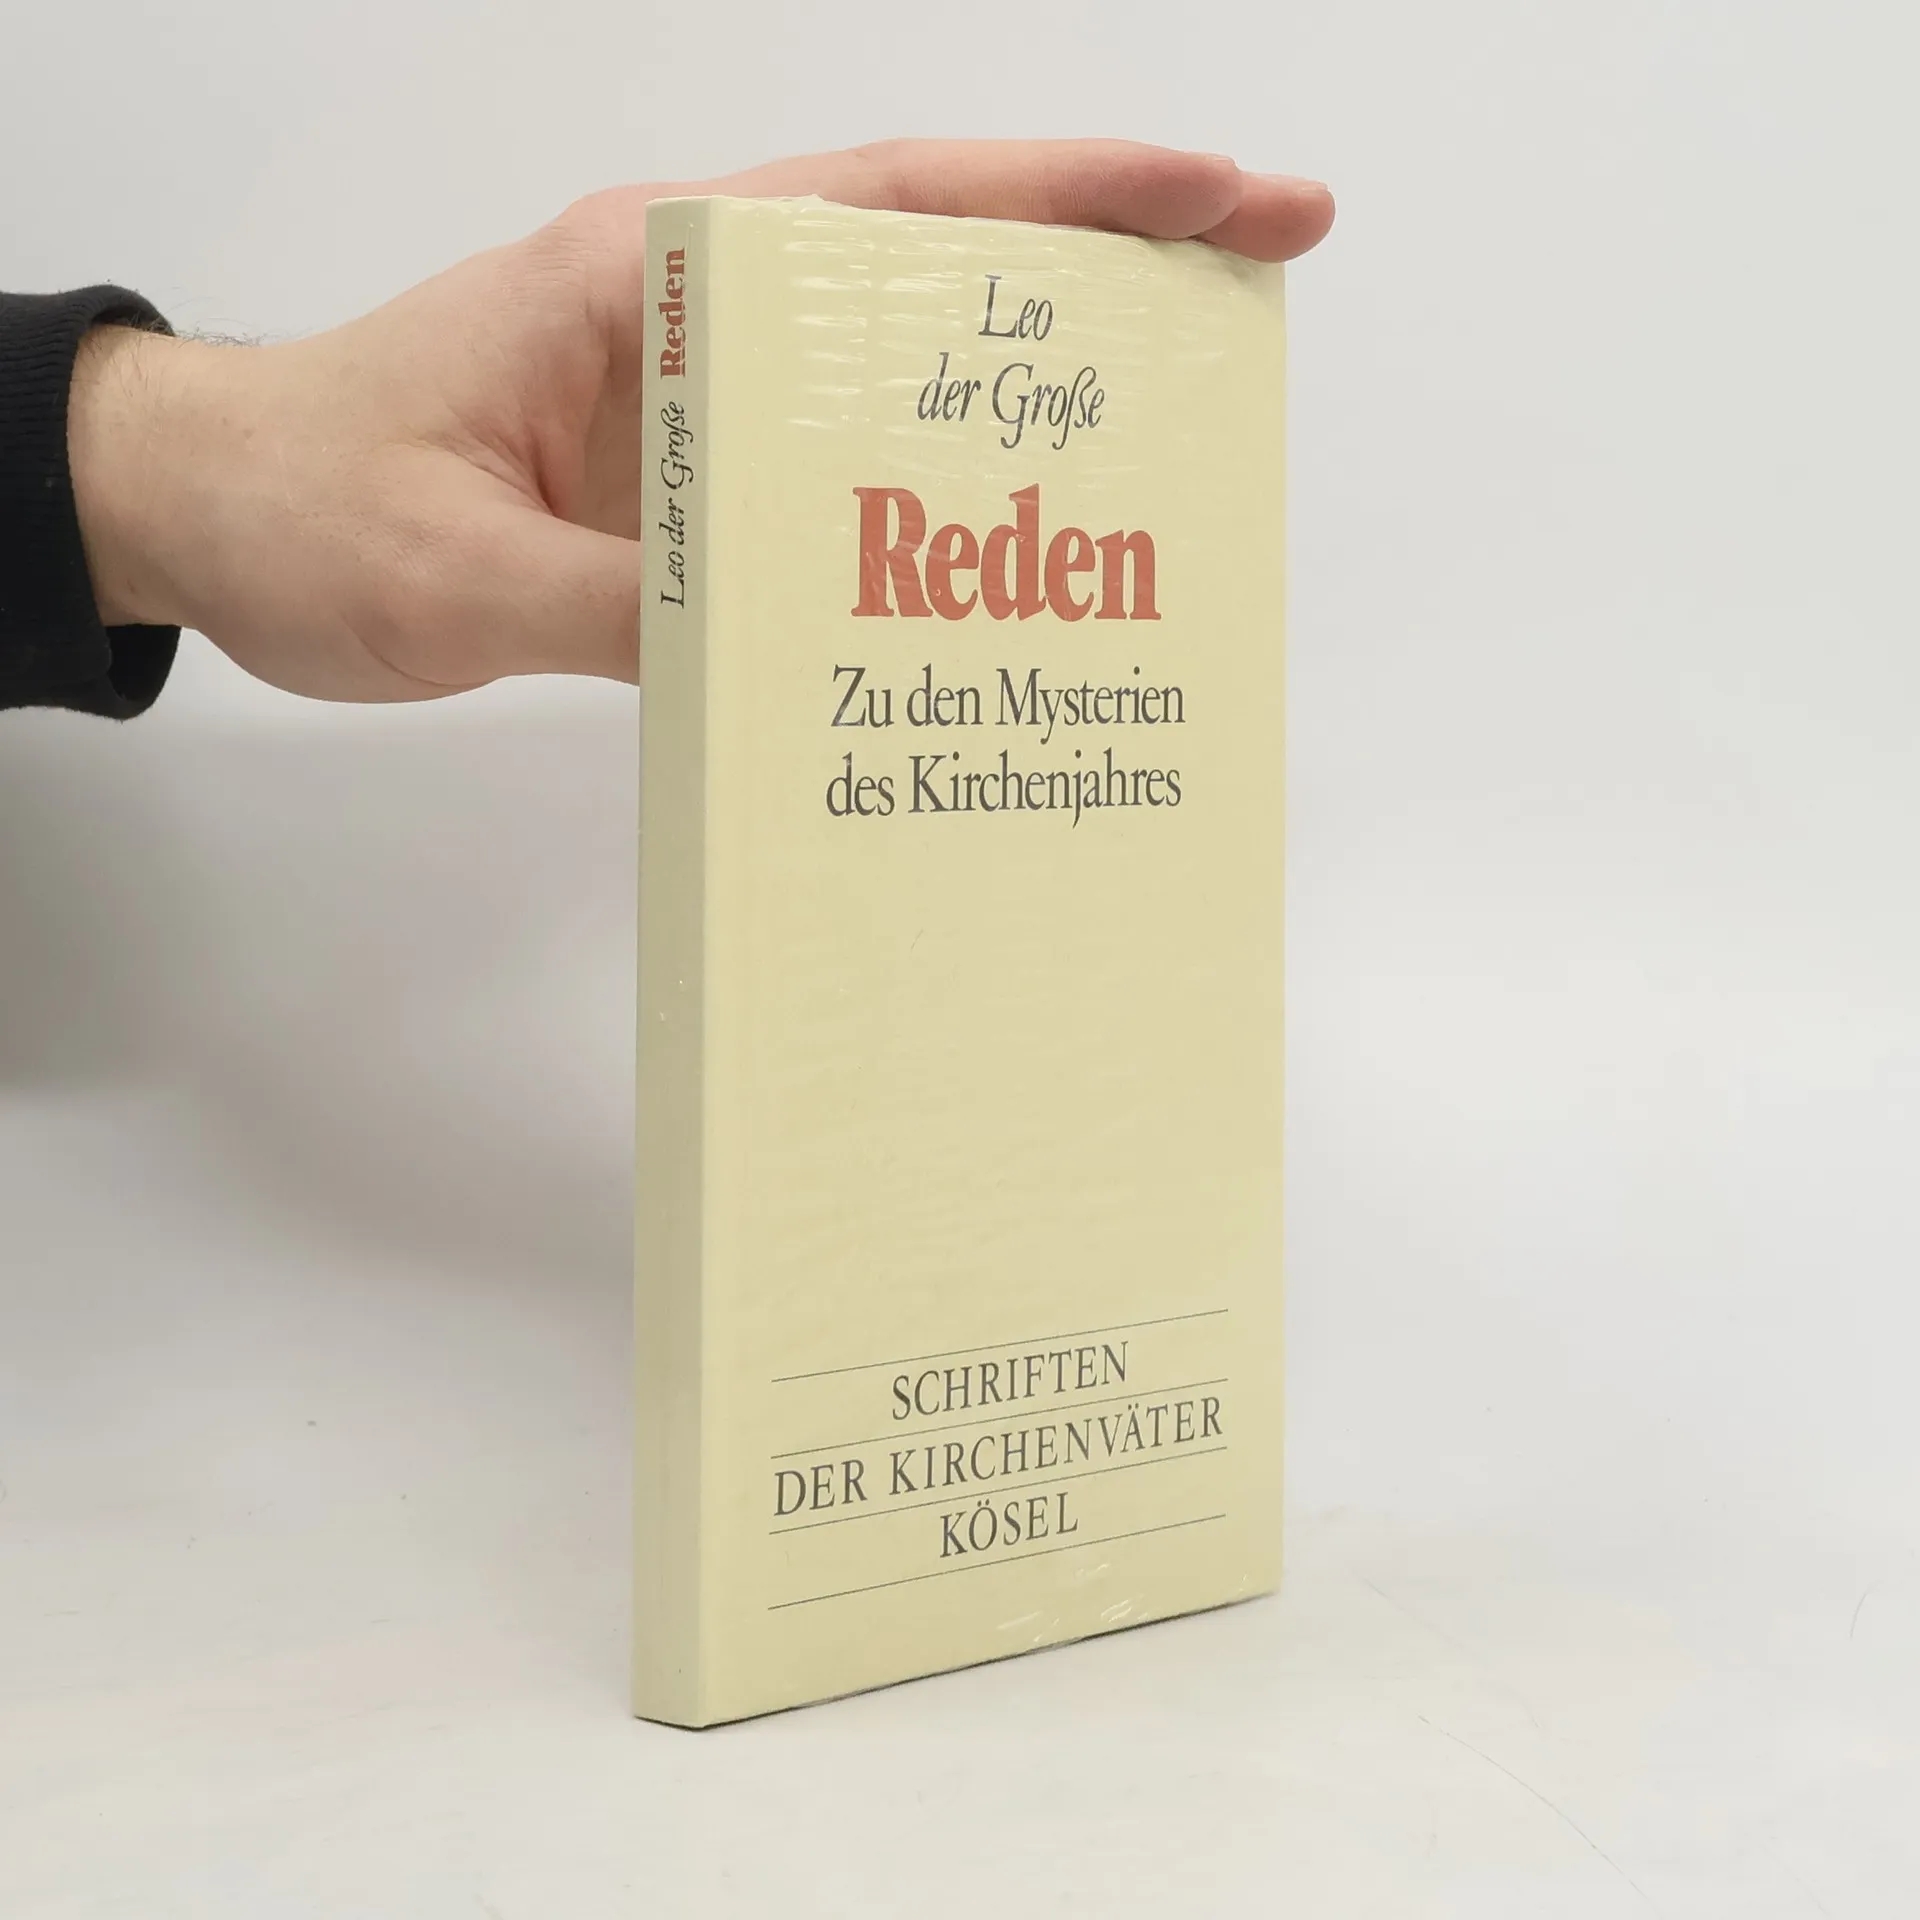 Leo der Große Reden
Leo
der Große
Reden
Zu den Mysterien
des Kirchenjahres
SCHRIFTEN
DER KIRCHENVÄTER
KÖSEL